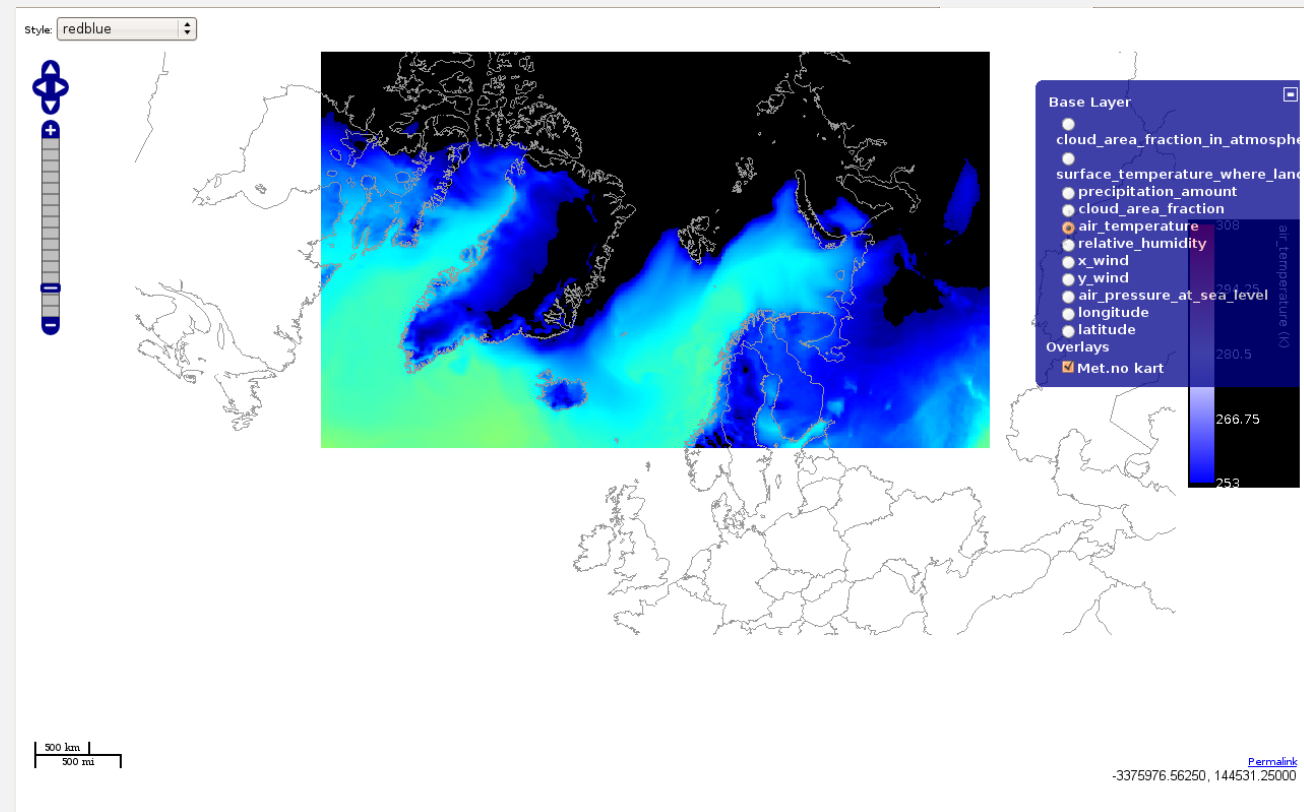 Style: redblue
Base Layer
cloud_area_fraction_in_atmosphe
surface_temperature_where_land
precipitation_amount
cloud_area_fraction
air_temperature
relative_humidity
x_wind
y_wind
air_pressure_at_sea_level
longitude
latitude
Overlays
Met.no kart
308
294.25
280.5
266.75
253
air_temperature (K)
500 km
500 mi
Permalink
-3375976.56250, 144531.25000